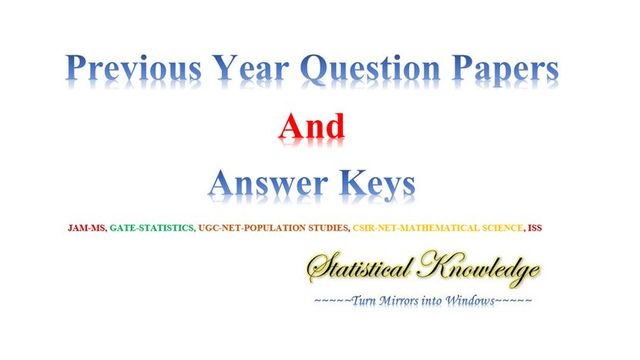 Previous Year Question Papers
And
Answer Keys
JAM-MS, GATE-STATISTICS, UGC-NET-POPULATION STUDIES, CSIR-NET-MATHEMATICAL SCIENCE, ISS
Statistical Knowledge
~~~~~Turn Mirrors into Windows~~~~~